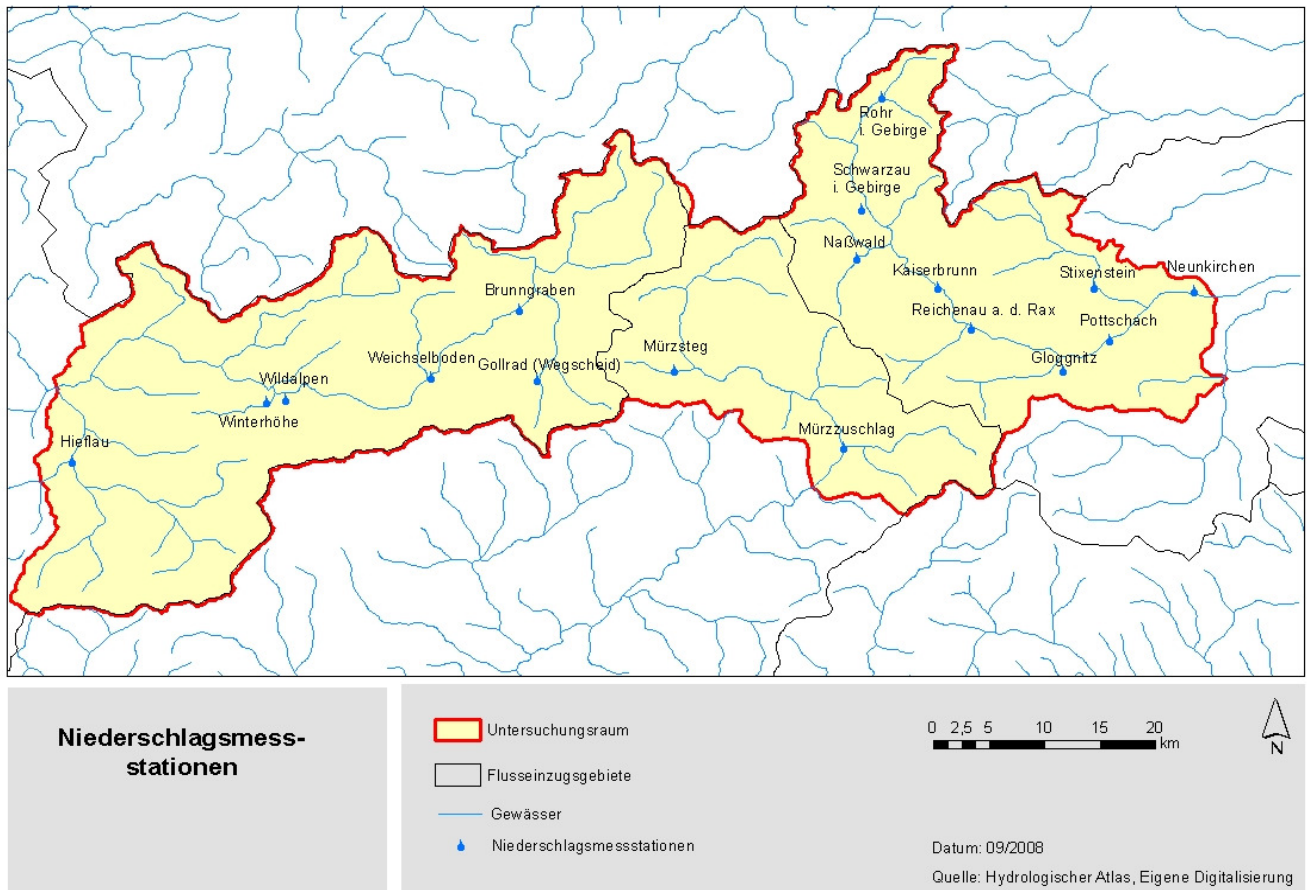 Rohr
i. Gebirge
Schwarzau
i. Gebirge
Naßwald
Kaiserbrunn
Stixenstein
Neunkirchen
Brunngraben
Reichenau a. d. Rax
Pottschach
Mürzsteg
Weichselboden
Gollrad (Wegscheid)
Gloggnitz
Wildalpen
Winterhöhe
Hieflau
Mürzzuschlag
Niederschlagsmess-
stationen
Untersuchungsraum
Flusseinzugsgebiete
Gewässer
Niederschlagsmessstationen
0 2,5 5 10 15 20
km
N
Datum: 09/2008
Quelle: Hydrologischer Atlas, Eigene Digitalisierung